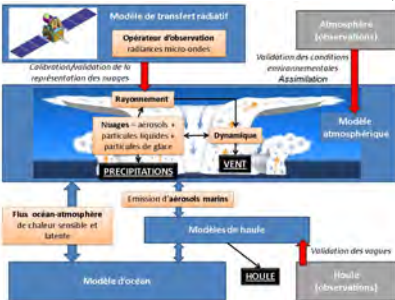 Modèle de transfert radiatif
Opérateur d'observation
radiances micro-ondes
Atmosphère
(observations)
Calibration/validation de la
représentation des nuages
Validation des conditions
environnementales
Assimilation
Rayonnement
Nuages = aérosols +
particules liquides +
particules de glace
Dynamique
Modèle
atmosphérique
PRECIPITATIONS
VENT
Flux océan-atmosphère
de chaleur sensible et
latente
Emission d'aérosols marins
Modèles de houle
Validation des vagues
Modèle d'océan
HOULE
Houle
(observations)